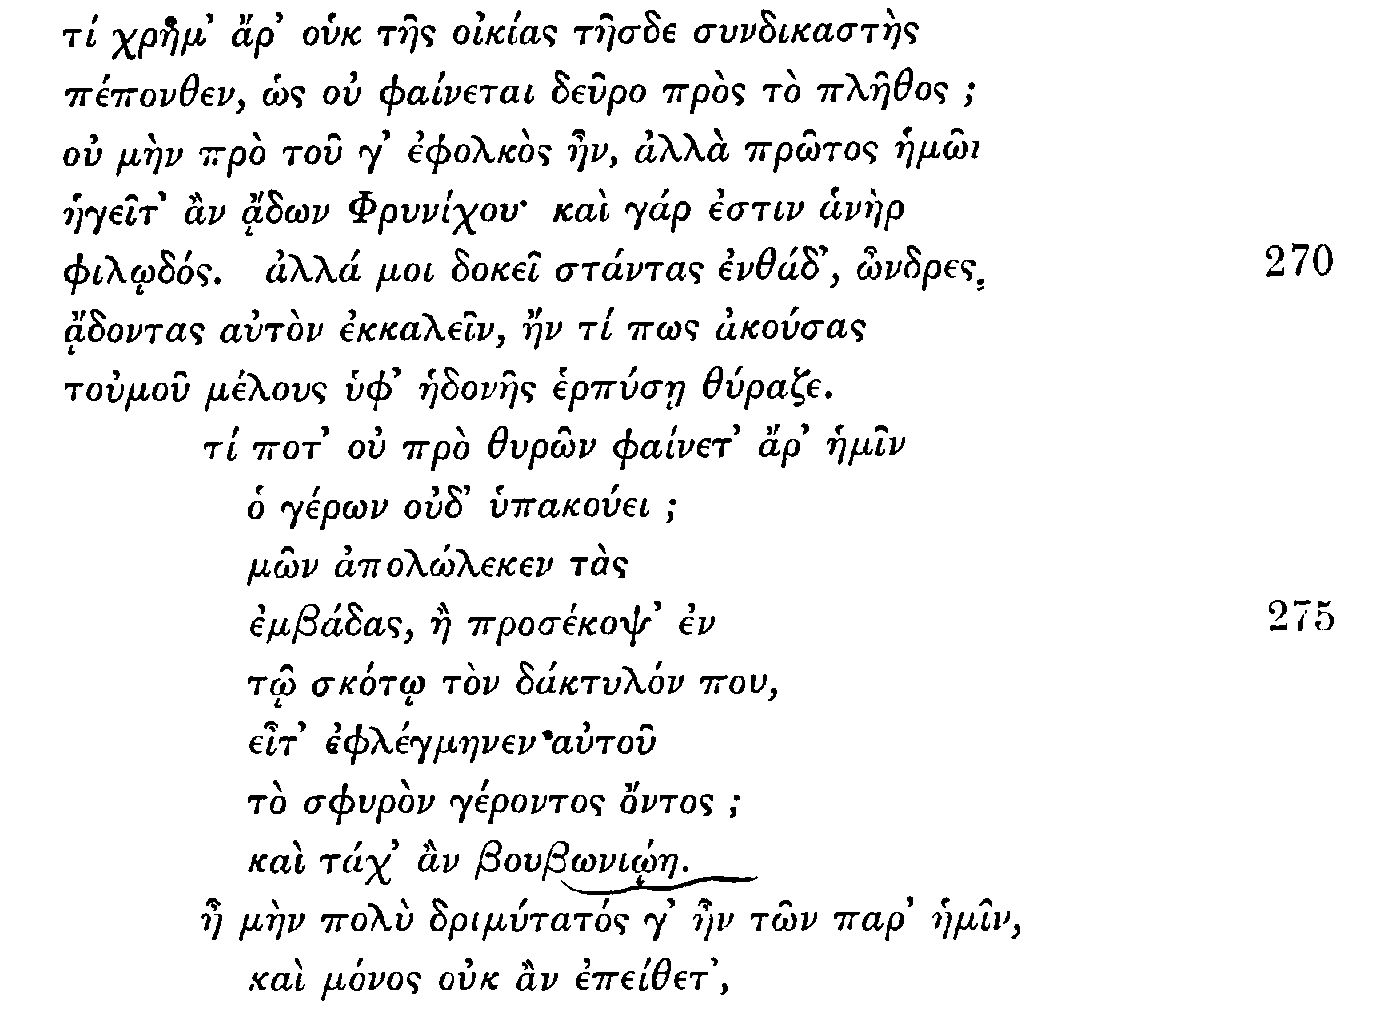 τί χρῆμ’ ἄρ’ οὑκ τῆς οἰκίας τῆσδε συνδικαστὴς
πέπονθεν, ὡς οὐ φαίνεται δεῦρο πρὸς τὸ πλῆθος ;
οὐ μὴν πρὸ τοῦ γ’ ἐφολκὸς ἦν, ἀλλὰ πρῶτος ἡμῶν
ἡγεῖτ’ ἂν ᾄδων Φρυνίχου· καὶ γάρ ἐστιν ἁνὴρ
φιλῳδός. ἀλλά μοι δοκεῖ στάντας ἐνθάδ’, ὦνδρες, 270
ᾄδοντας αὐτὸν ἐκκαλεῖν, ἤν τί πως ἀκούσας
τοὐμοῦ μέλους ὑφ’ ἡδονῆς ἑρπύσῃ θύραζε.
τί ποτ’ οὐ πρὸ θυρῶν φαίνετ’ ἄρ’ ἡμῖν
ὁ γέρων οὐδ’ ὑπακούει ;
μῶν ἀπολώλεκεν τὰς
ἐμβάδας, ἢ προσέκοψ’ ἐν 275
τῷ σκότῳ τὸν δάκτυλόν που,
εἶτ’ ἐφλέγμηνεν αὐτοῦ
τὸ σφυρὸν γέροντος ὄντος ;
καὶ τάχ’ ἂν βουβωνιῴη.
ἦ μὴν πολὺ δριμύτατός γ’ ἦν τῶν παρ’ ἡμῖν,
καὶ μόνος οὐκ ἂν ἐπείθετ’,